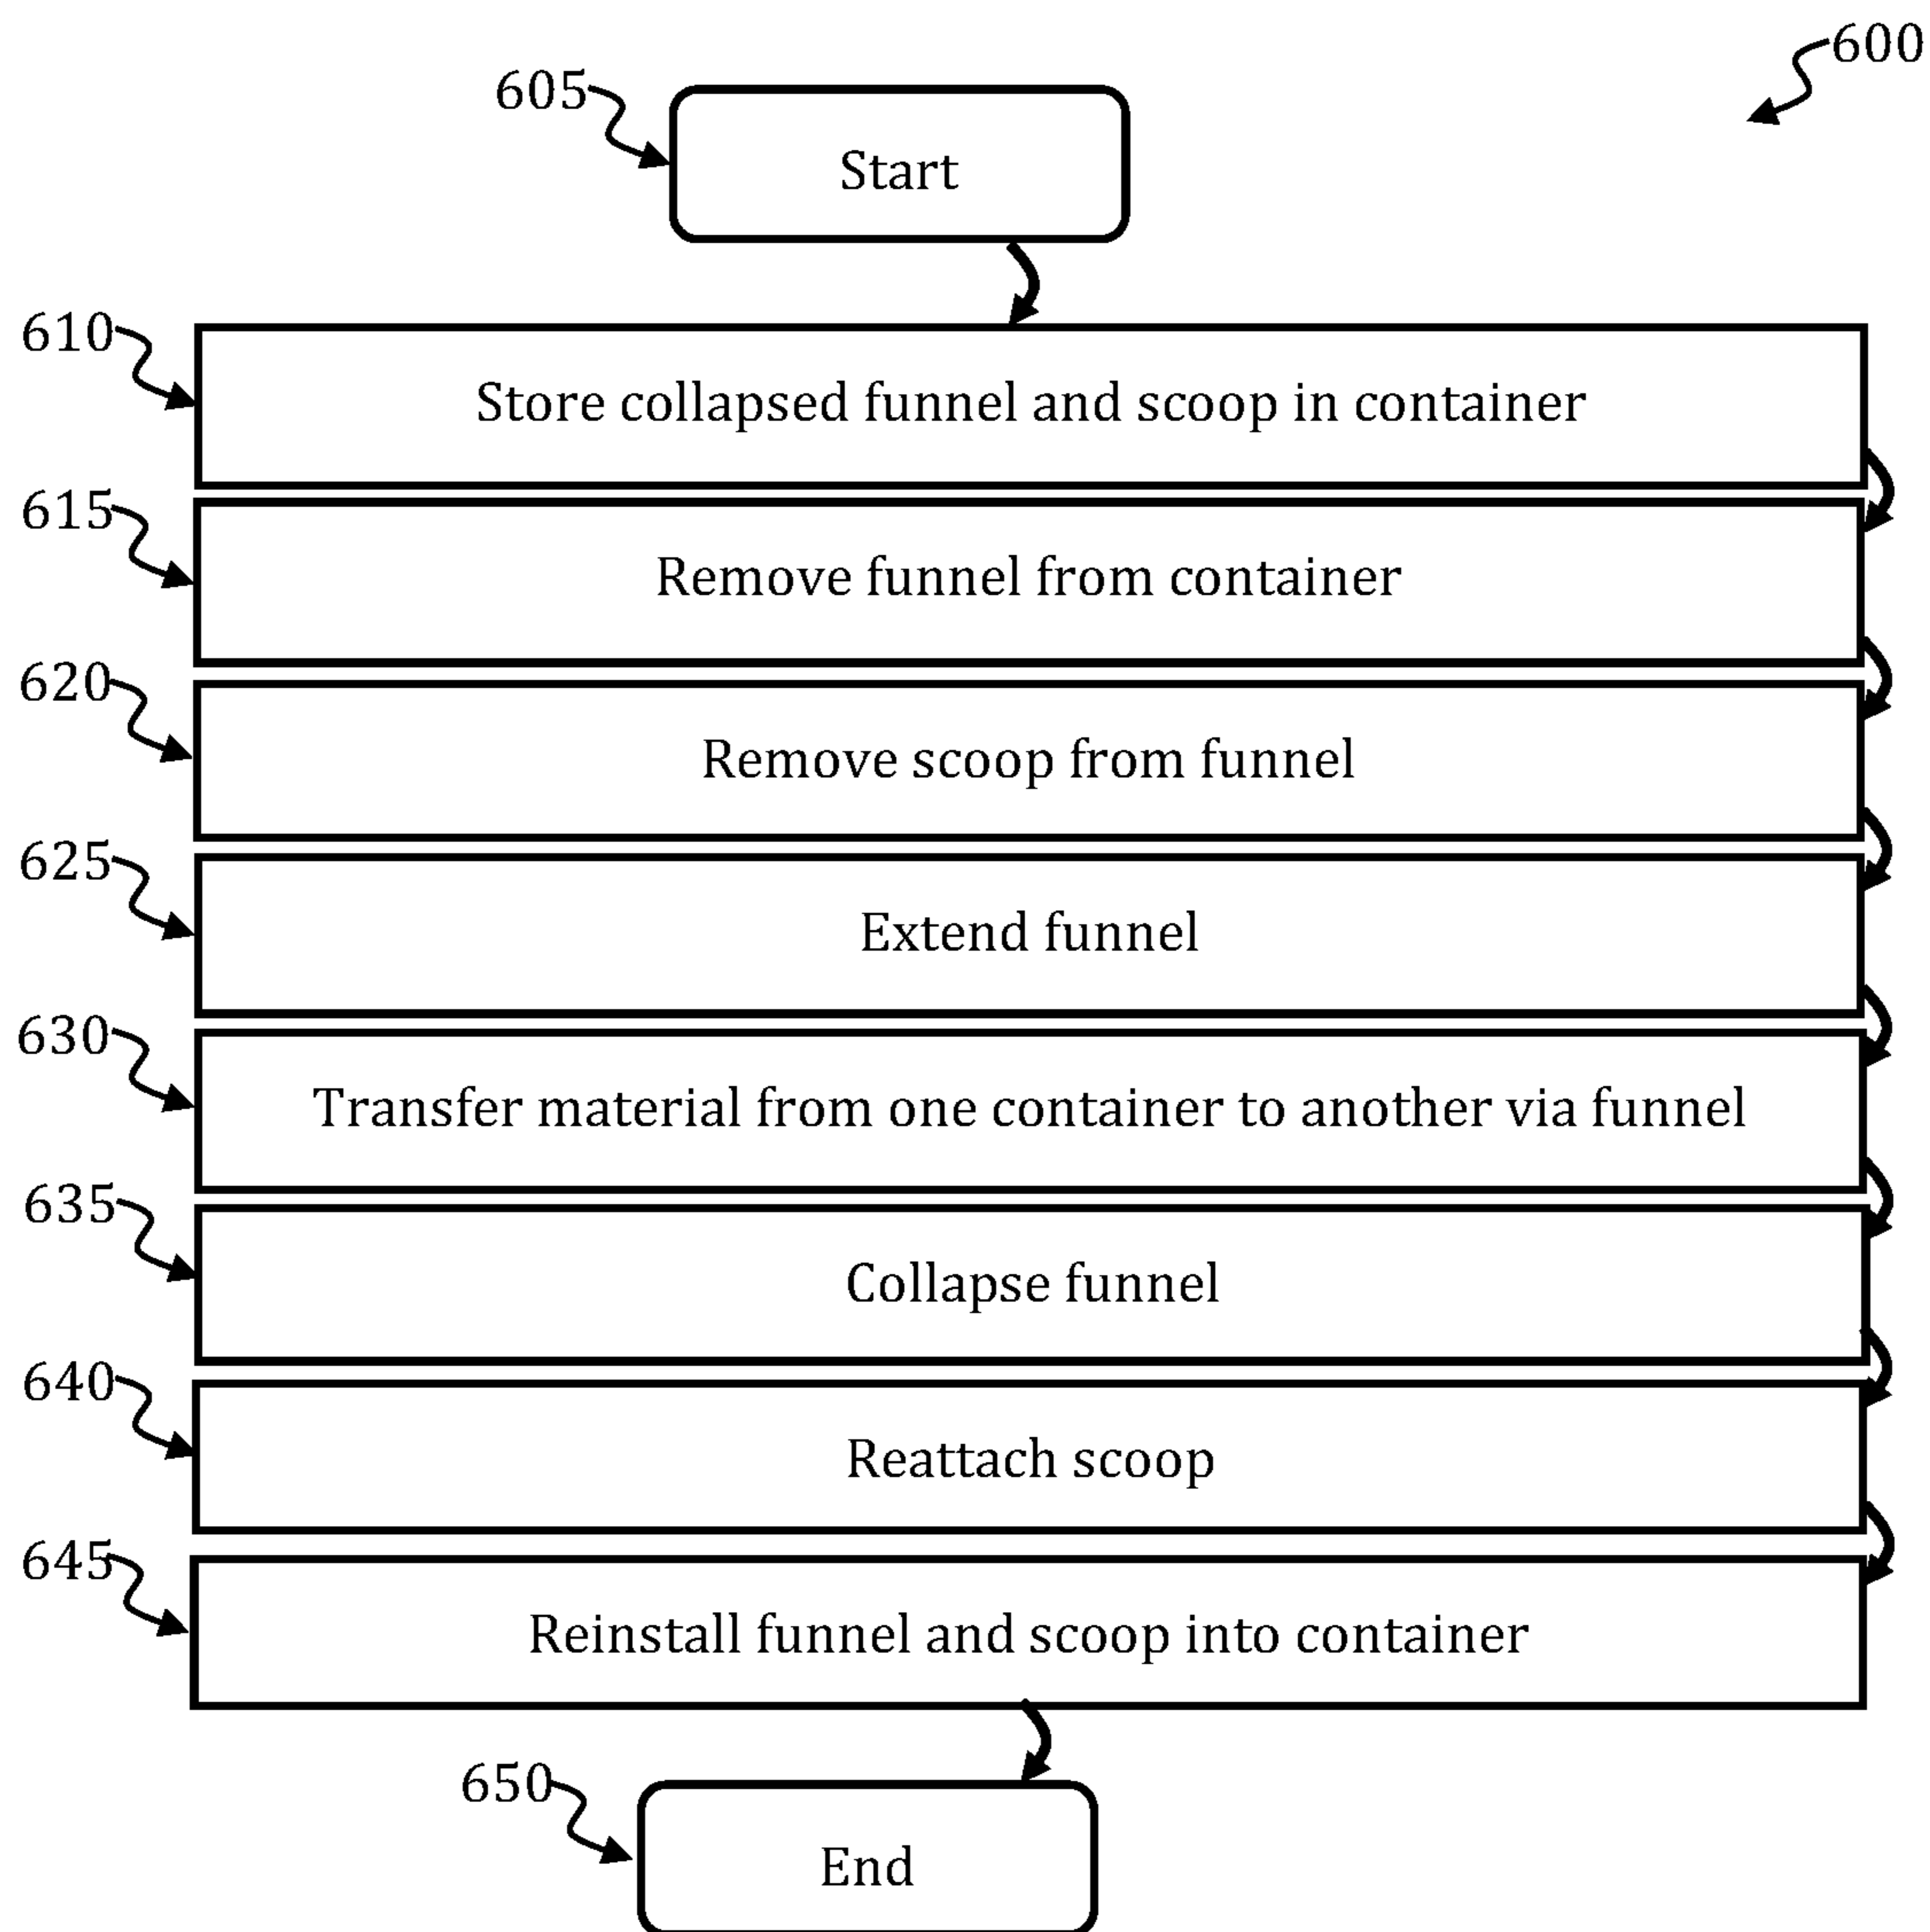 600
605
Start
610
Store collapsed funnel and scoop in container
615
Remove funnel from container
620
Remove scoop from funnel
625
Extend funnel
630
Transfer material from one container to another via funnel
635
Collapse funnel
640
Reattach scoop
645
Reinstall funnel and scoop into container
650
End